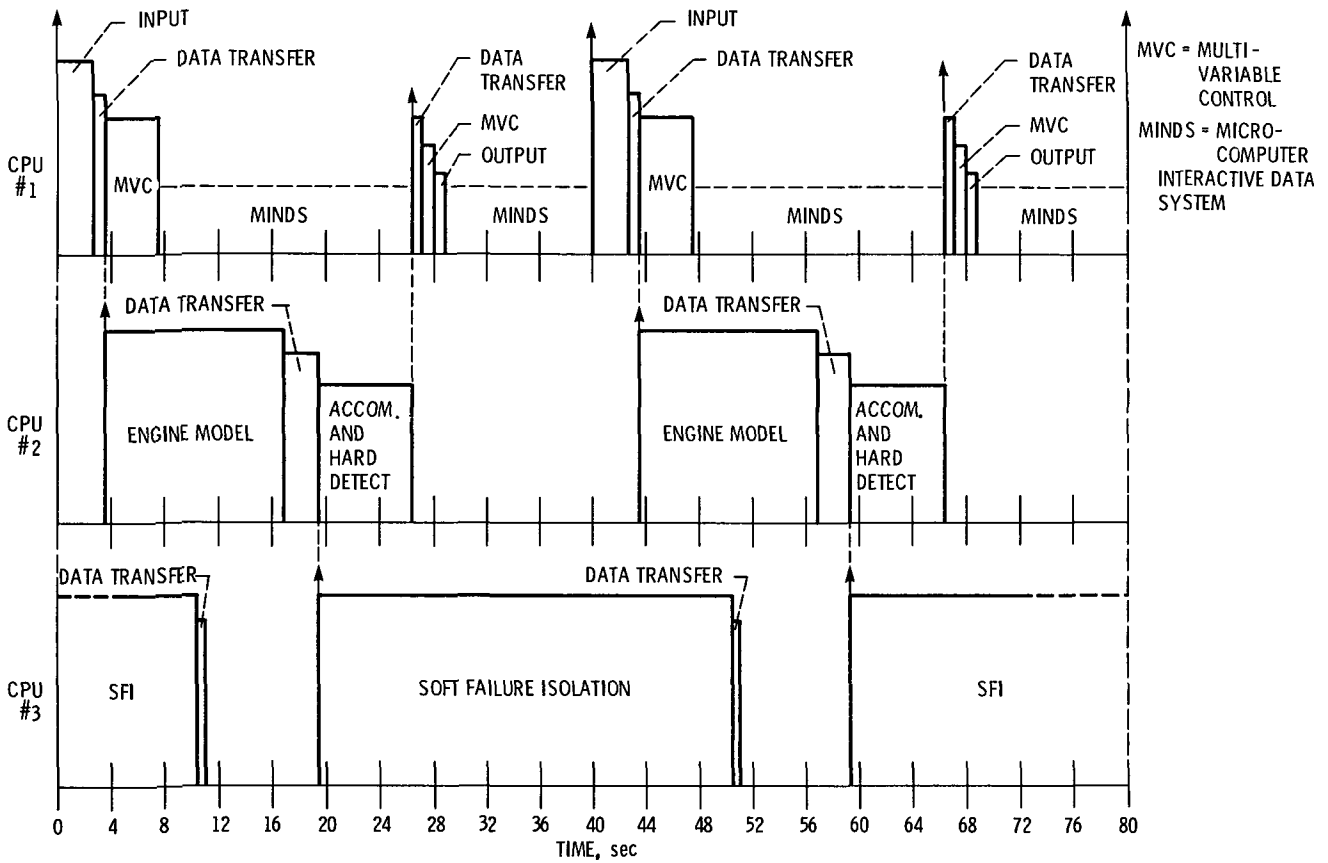 INPUT
DATA TRANSFER
DATA
TRANSFER
MVC
OUTPUT
INPUT
DATA TRANSFER
DATA
TRANSFER
MVC
OUTPUT
MVC = MULTI-
VARIABLE
CONTROL
MINDS = MICRO-
COMPUTER
INTERACTIVE DATA
SYSTEM
CPU
#1
MVC
MINDS
MINDS
MVC
MINDS
MINDS
DATA TRANSFER
DATA TRANSFER
CPU
#2
ENGINE MODEL
ACCOM.
AND
HARD
DETECT
ENGINE MODEL
ACCOM.
AND
HARD
DETECT
DATA TRANSFER
DATA TRANSFER
CPU
#3
SFI
SOFT FAILURE ISOLATION
SFI
0 4 8 12 16 20 24 28 32 36 40 44 48 52 56 60 64 68 72 76 80
TIME, sec